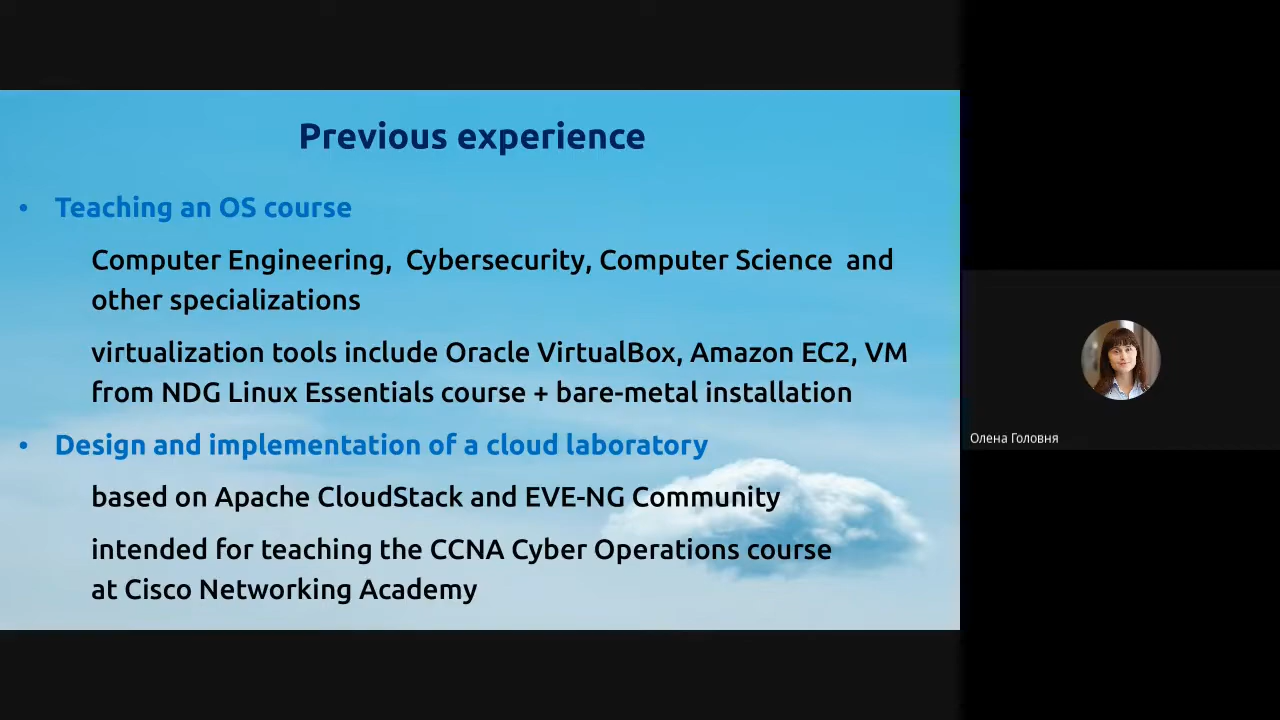 Previous experience
• Teaching an OS course
Computer Engineering, Cybersecurity, Computer Science and
other specializations
virtualization tools include Oracle VirtualBox, Amazon EC2, VM
from NDG Linux Essentials course + bare-metal installation
• Design and implementation of a cloud laboratory
based on Apache CloudStack and EVE-NG Community
intended for teaching the CCNA Cyber Operations course
at Cisco Networking Academy
Олена Головня